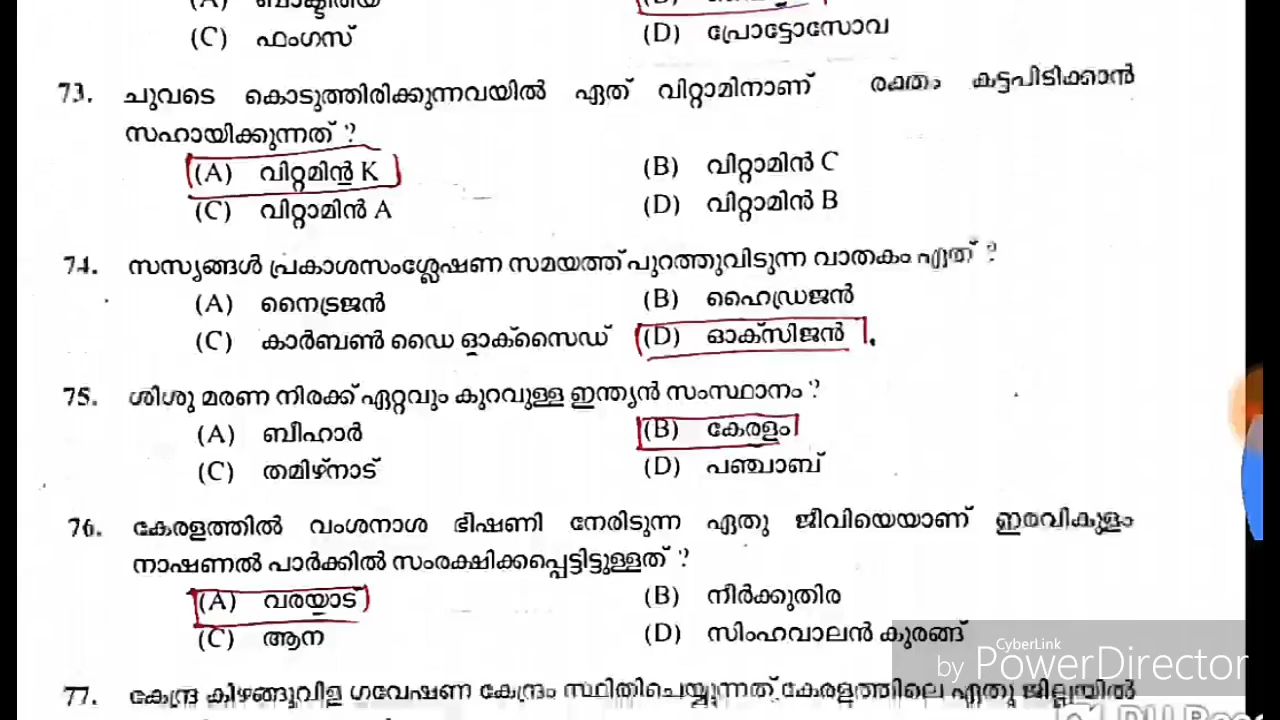 (A) ബാക്ടീരിയ
(C) ഫംഗസ് (D) പ്രോട്ടോസോവ
73. ചുവടെ കൊടുത്തിരിക്കുന്നവയിൽ ഏത് വിറ്റാമിനാണ് രക്തം കട്ടപിടിക്കാൻ
സഹായിക്കുന്നത് ?
(A) വിറ്റമിൻ K (B) വിറ്റാമിൻ C
(C) വിറ്റാമിൻ A (D) വിറ്റാമിൻ B
74. സസ്യങ്ങൾ പ്രകാശസംശ്ലേഷണ സമയത്ത് പുറത്തുവിടുന്ന വാതകം ഏത് ?
(A) നൈട്രജൻ (B) ഹൈഡ്രജൻ
(C) കാർബൺ ഡൈ ഓക്സൈഡ് (D) ഓക്സിജൻ
75. ശിശു മരണ നിരക്ക് ഏറ്റവും കുറവുള്ള ഇന്ത്യൻ സംസ്ഥാനം ?
(A) ബീഹാർ (B) കേരളം
(C) തമിഴ്നാട് (D) പഞ്ചാബ്
76. കേരളത്തിൽ വംശനാശ ഭീഷണി നേരിടുന്ന ഏതു ജീവിയെയാണ് ഇരവികുളം
നാഷണൽ പാർക്കിൽ സംരക്ഷിക്കപ്പെട്ടിട്ടുള്ളത് ?
(A) വരയാട് (B) നീർക്കുതിര
(C) ആന (D) സിംഹവാലൻ കുരങ്ങ്
CyberLink
by PowerDirector
77. കേന്ദ്ര കിഴങ്ങുവിള ഗവേഷണ കേന്ദ്രം സ്ഥിതിചെയ്യുന്നത് കേരളത്തിലെ ഏതു ജില്ലയിൽ